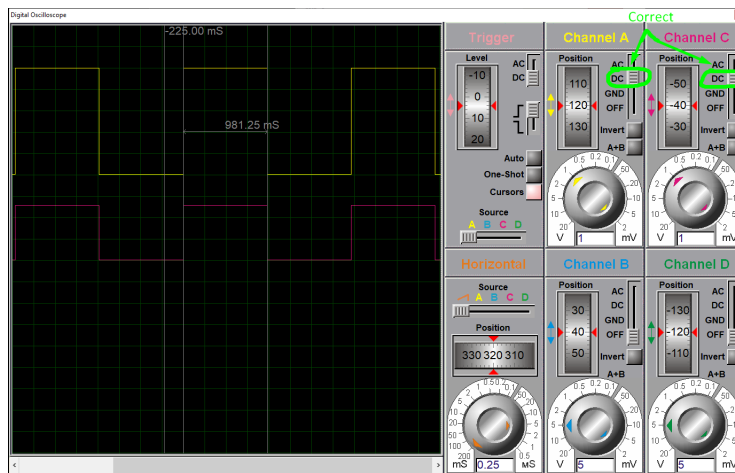 Digital Oscilloscope
Correct
-225.00 mS
981.25 mS
Trigger
Level
AC
DC
-10
0
10
20
Auto
One-Shot
Cursors
Source
A B C D
Channel A
Position
AC
DC
GND
OFF
110
120
130
Invert
A+B
V 1 mV
Channel C
Position
AC
DC
GND
OFF
-50
-40
-30
Invert
A+B
V 1 mV
Horizontal
Source
A B C D
Position
330 320 310
mS 0.25 мS
Channel B
Position
AC
DC
GND
OFF
30
40
50
Invert
A+B
V 5 mV
Channel D
Position
AC
DC
GND
OFF
-130
-120
-110
Invert
A+B
V 5 mV